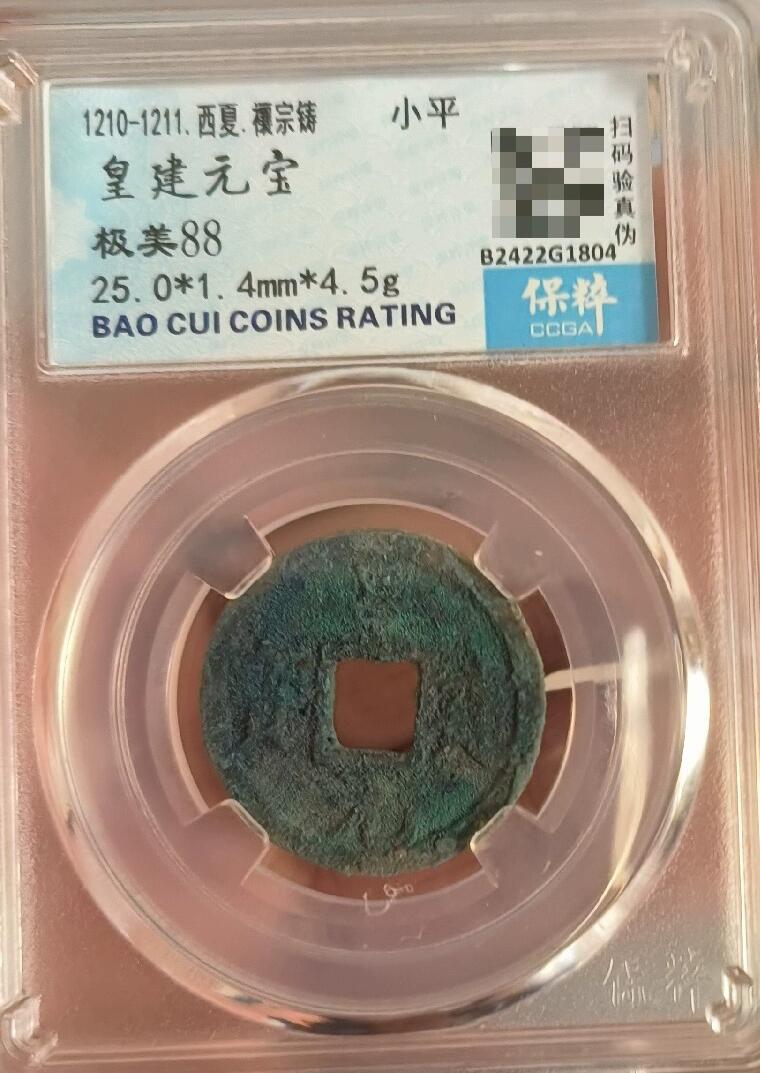 1210-1211.西夏.襄宗铸 小平
皇建元宝
极美88
25.0*1.4mm*4.5g
BAO CUI COINS RATING
扫码验真伪
B2422G1804
保粹
CCGA
保粹